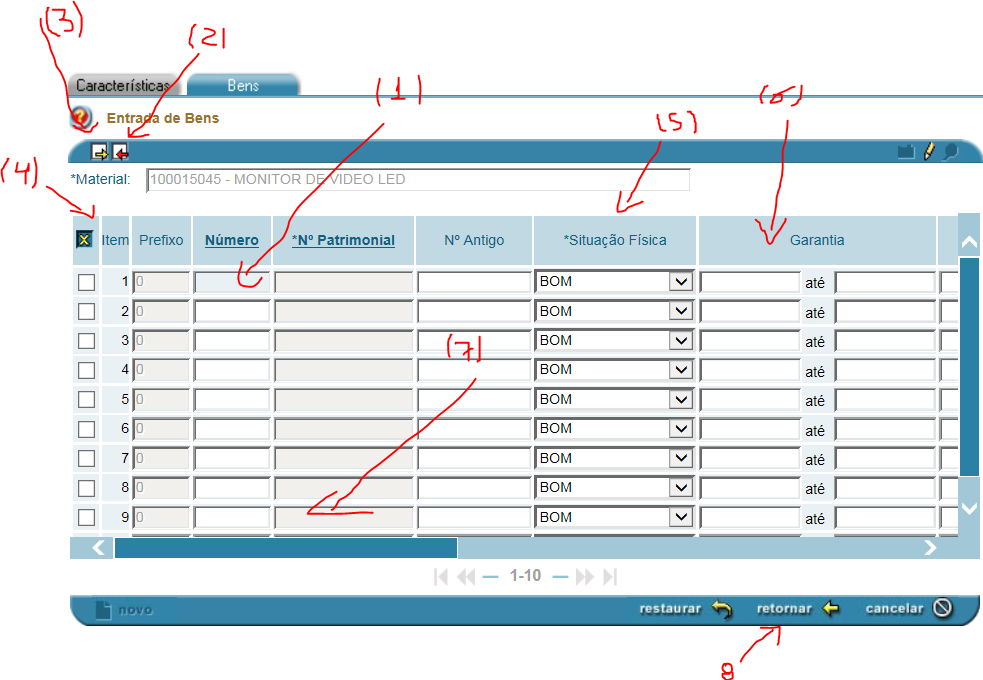 (3)
(2)
Características Bens
(1)
(6)
Entrada de Bens
(5)
(4)
*Material: 100015045 - MONITOR DE VIDEO LED
Item Prefixo Número *Nº Patrimonial Nº Antigo *Situação Física Garantia
1 0 BOM até
2 0 BOM até
3 0 BOM até
(7)
4 0 BOM até
5 0 BOM até
6 0 BOM até
7 0 BOM até
8 0 BOM até
9 0 BOM até
1-10
novo restaurar retornar cancelar
8